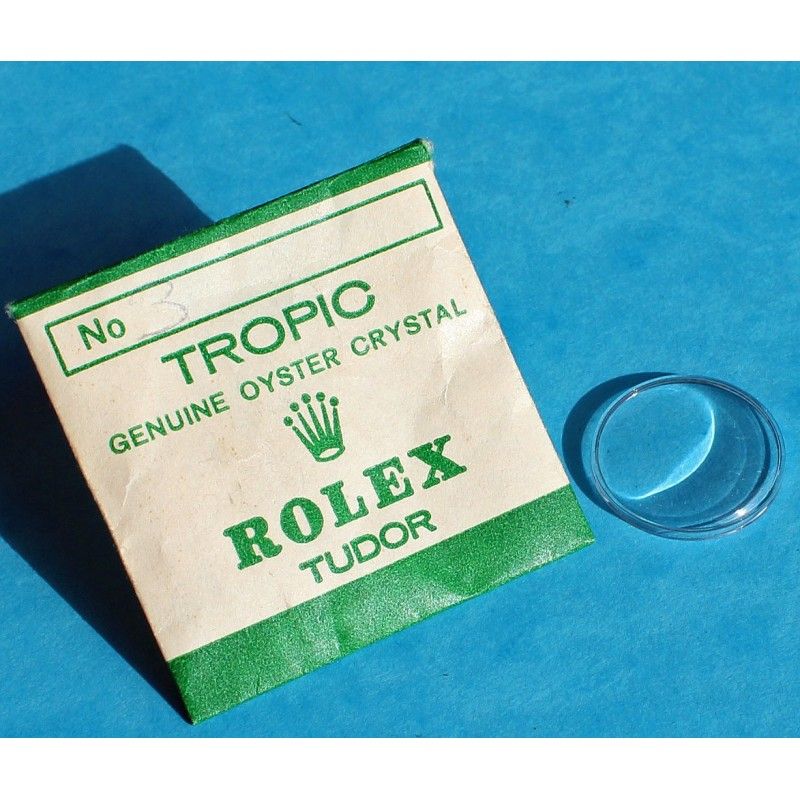 No 3
TROPIC
GENUINE OYSTER CRYSTAL
ROLEX
TUDOR